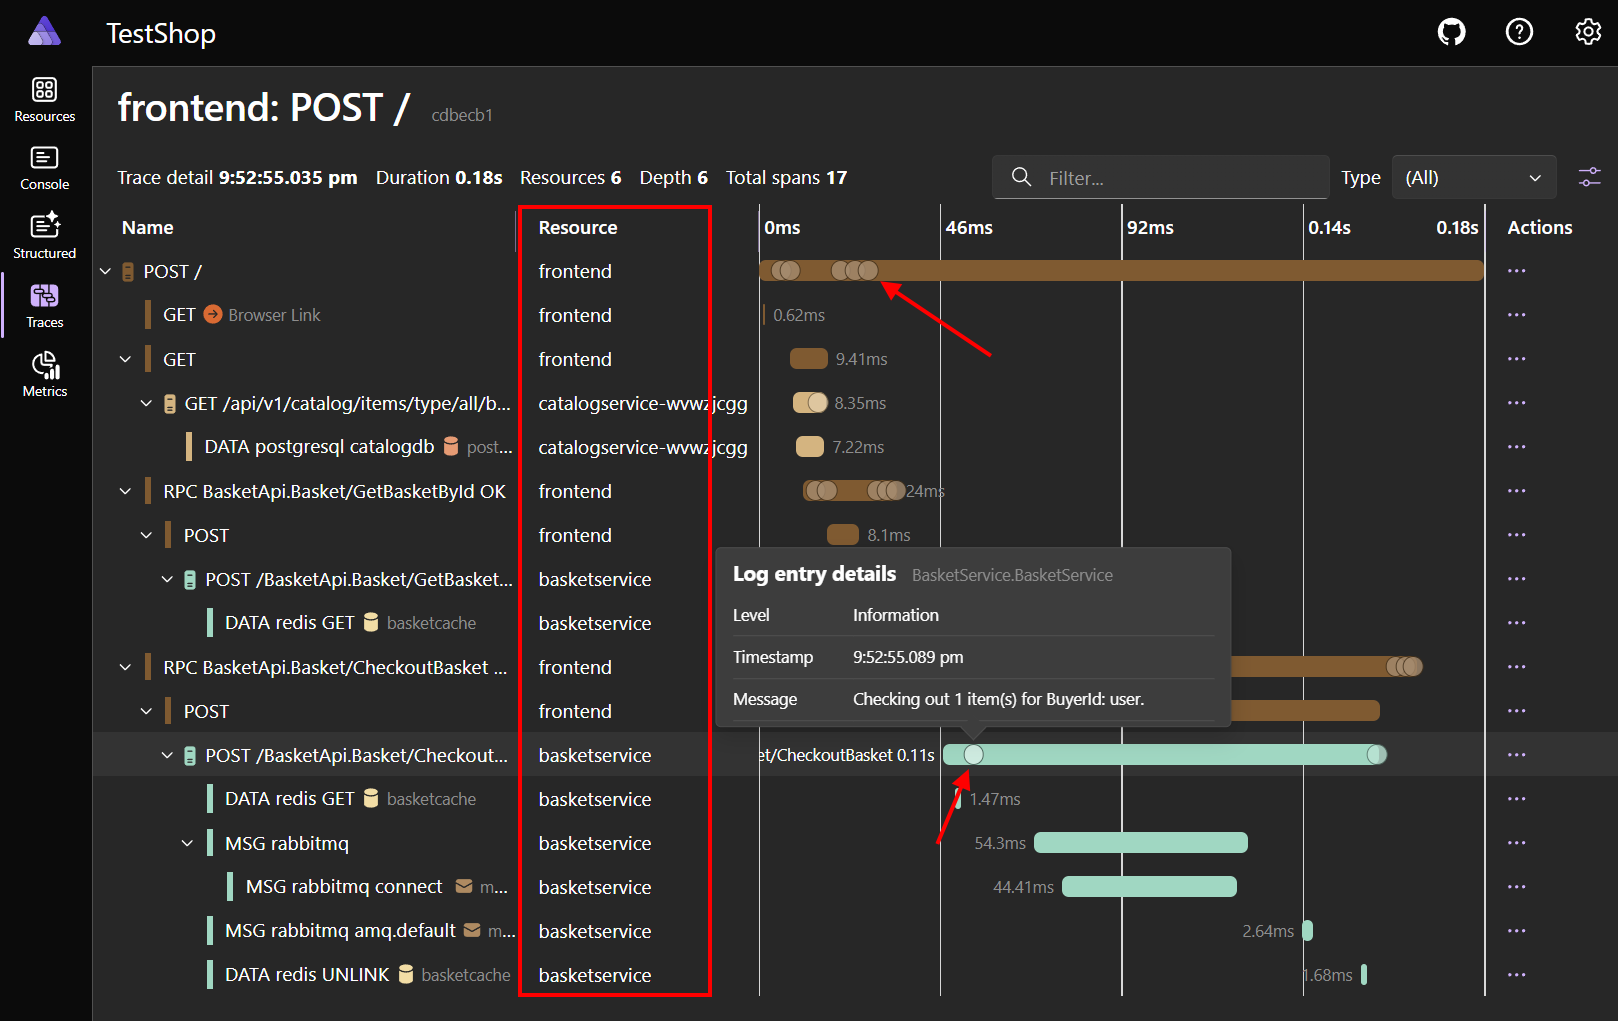 TestShop
Resources
Console
Structured
Traces
Metrics
frontend: POST / cdbecb1
Trace detail 9:52:55.035 pm Duration 0.18s Resources 6 Depth 6 Total spans 17
Filter... Type (All)
Name Resource 0ms 46ms 92ms 0.14s 0.18s Actions
POST / frontend
GET Browser Link frontend 0.62ms
GET frontend 9.41ms
GET /api/v1/catalog/items/type/all/b... catalogservice-wvwzjcgg 8.35ms
DATA postgresql catalogdb post... catalogservice-wvwzjcgg 7.22ms
RPC BasketApi.Basket/GetBasketById OK frontend 24ms
POST frontend 8.1ms
POST /BasketApi.Basket/GetBasket... basketservice
DATA redis GET basketcache basketservice
RPC BasketApi.Basket/CheckoutBasket ... frontend
POST frontend
Log entry details BasketService.BasketService
Level Information
Timestamp 9:52:55.089 pm
Message Checking out 1 item(s) for BuyerId: user.
POST /BasketApi.Basket/Checkout... basketservice et/CheckoutBasket 0.11s
DATA redis GET basketcache basketservice 1.47ms
MSG rabbitmq basketservice 54.3ms
MSG rabbitmq connect m... basketservice 44.41ms
MSG rabbitmq amq.default m... basketservice 2.64ms
DATA redis UNLINK basketcache basketservice 1.68ms